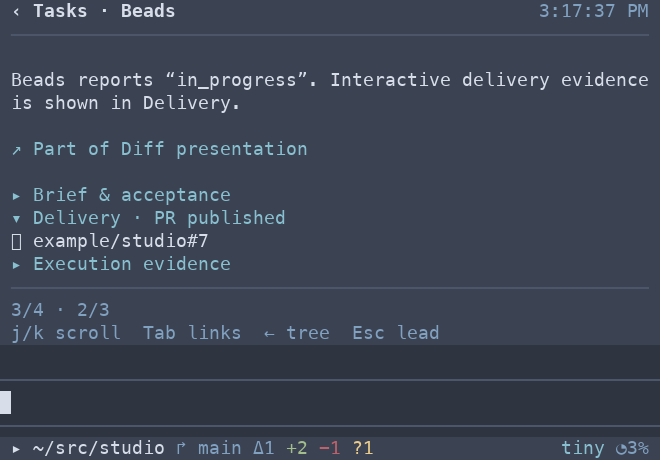 ‹ Tasks · Beads 3:17:37 PM
Beads reports “in_progress”. Interactive delivery evidence
is shown in Delivery.
↗ Part of Diff presentation
▸ Brief & acceptance
▾ Delivery · PR published
▯ example/studio#7
▸ Execution evidence
3/4 · 2/3
j/k scroll  Tab links  ← tree  Esc lead
▸ ~/src/studio ↱ main Δ1 +2 −1 ?1 tiny ◔3%